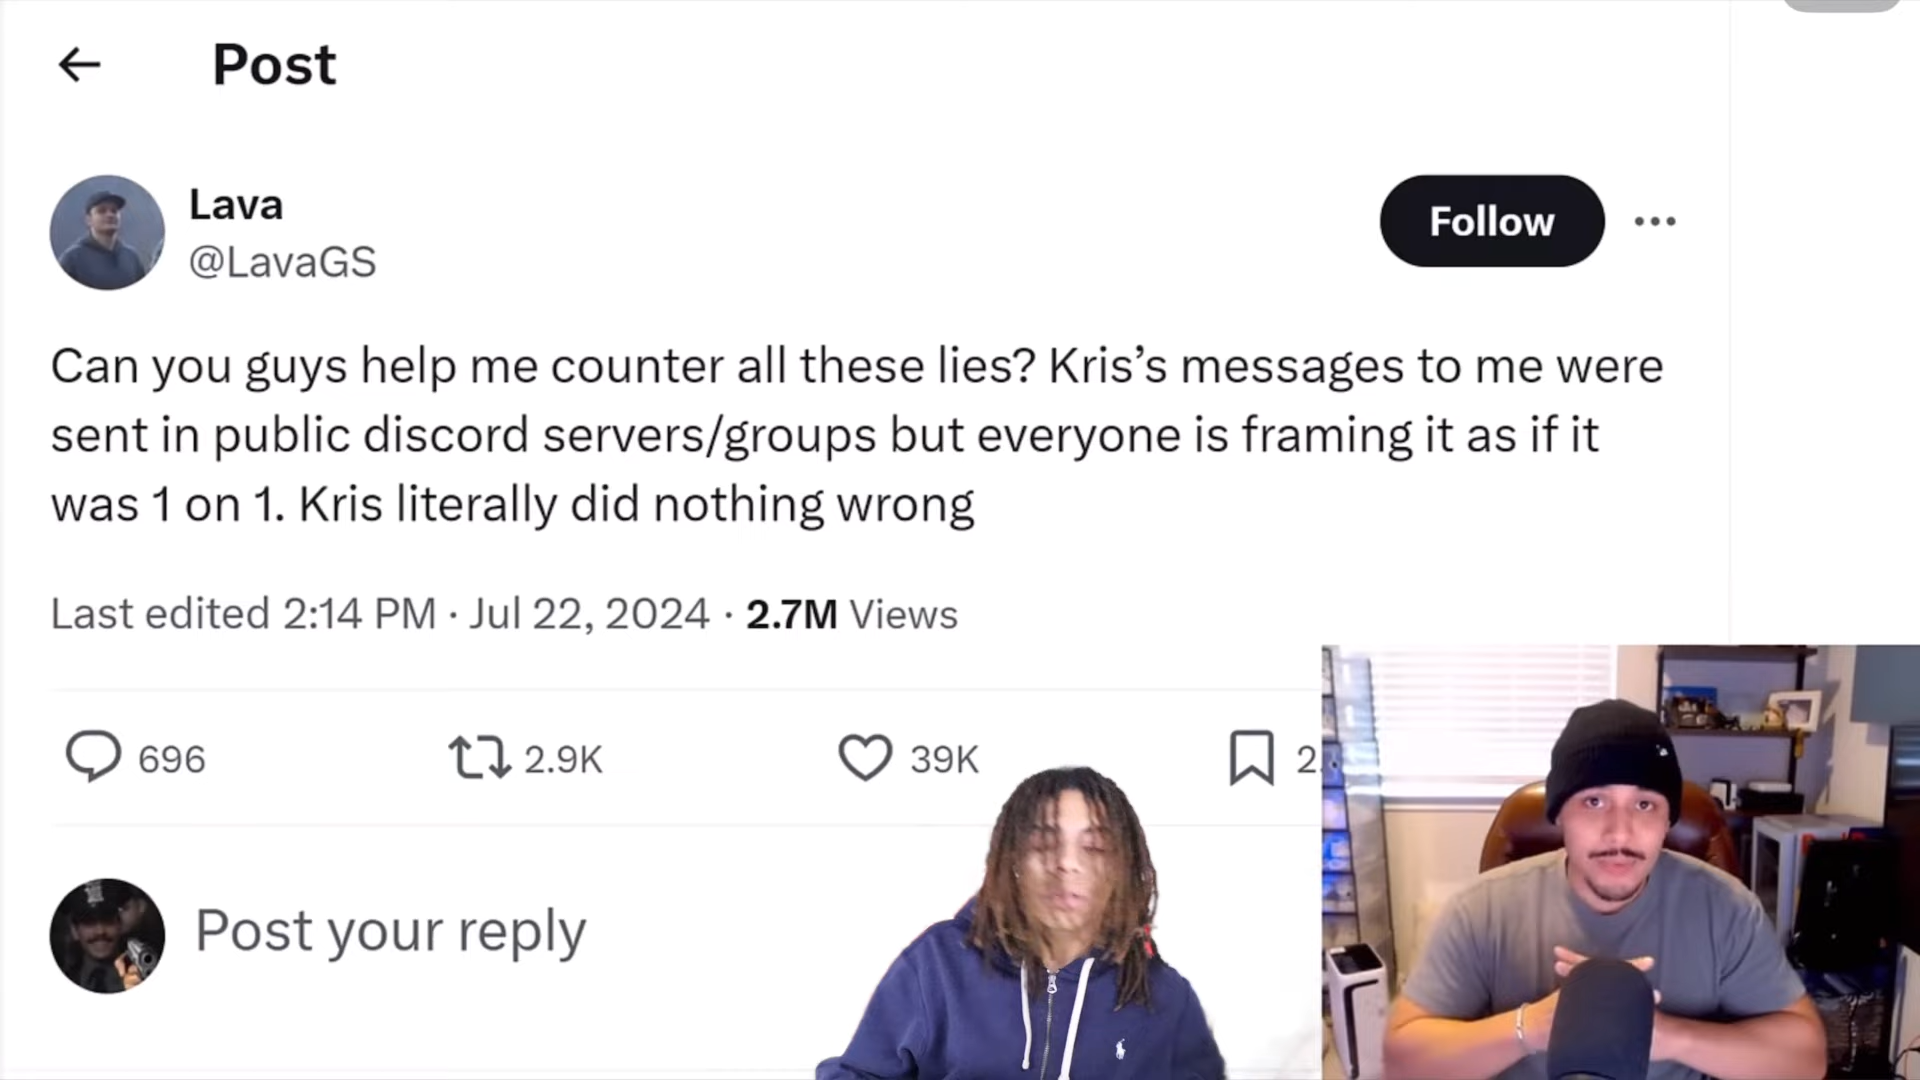 Post
Lava
@LavaGS
Follow
Can you guys help me counter all these lies? Kris’s messages to me were
sent in public discord servers/groups but everyone is framing it as if it
was 1 on 1. Kris literally did nothing wrong
Last edited 2:14 PM · Jul 22, 2024 · 2.7M Views
696 2.9K 39K 2.
Post your reply